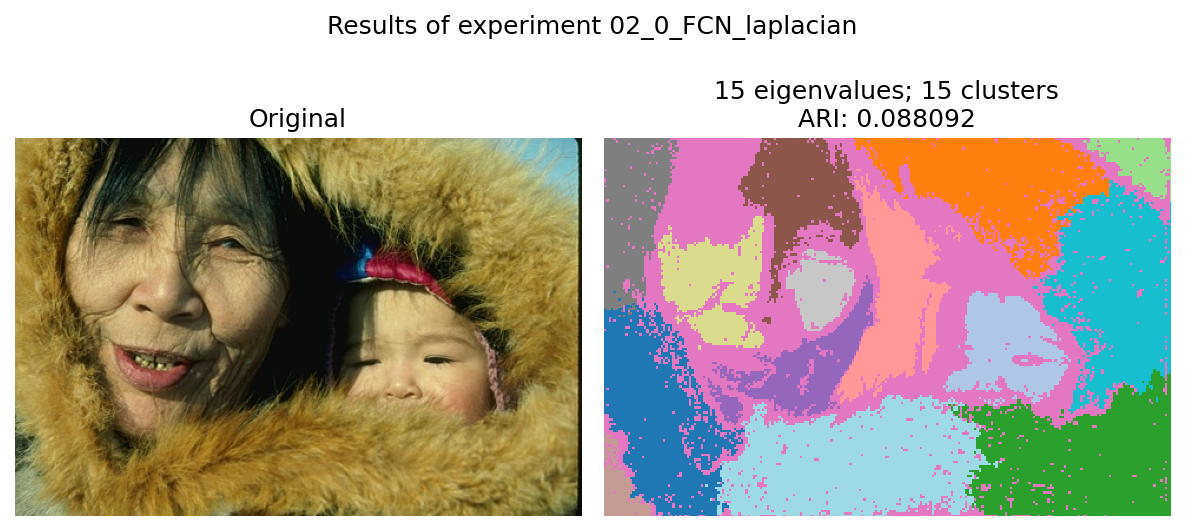 Results of experiment 02_0_FCN_laplacian
Original
15 eigenvalues; 15 clusters
ARI: 0.088092